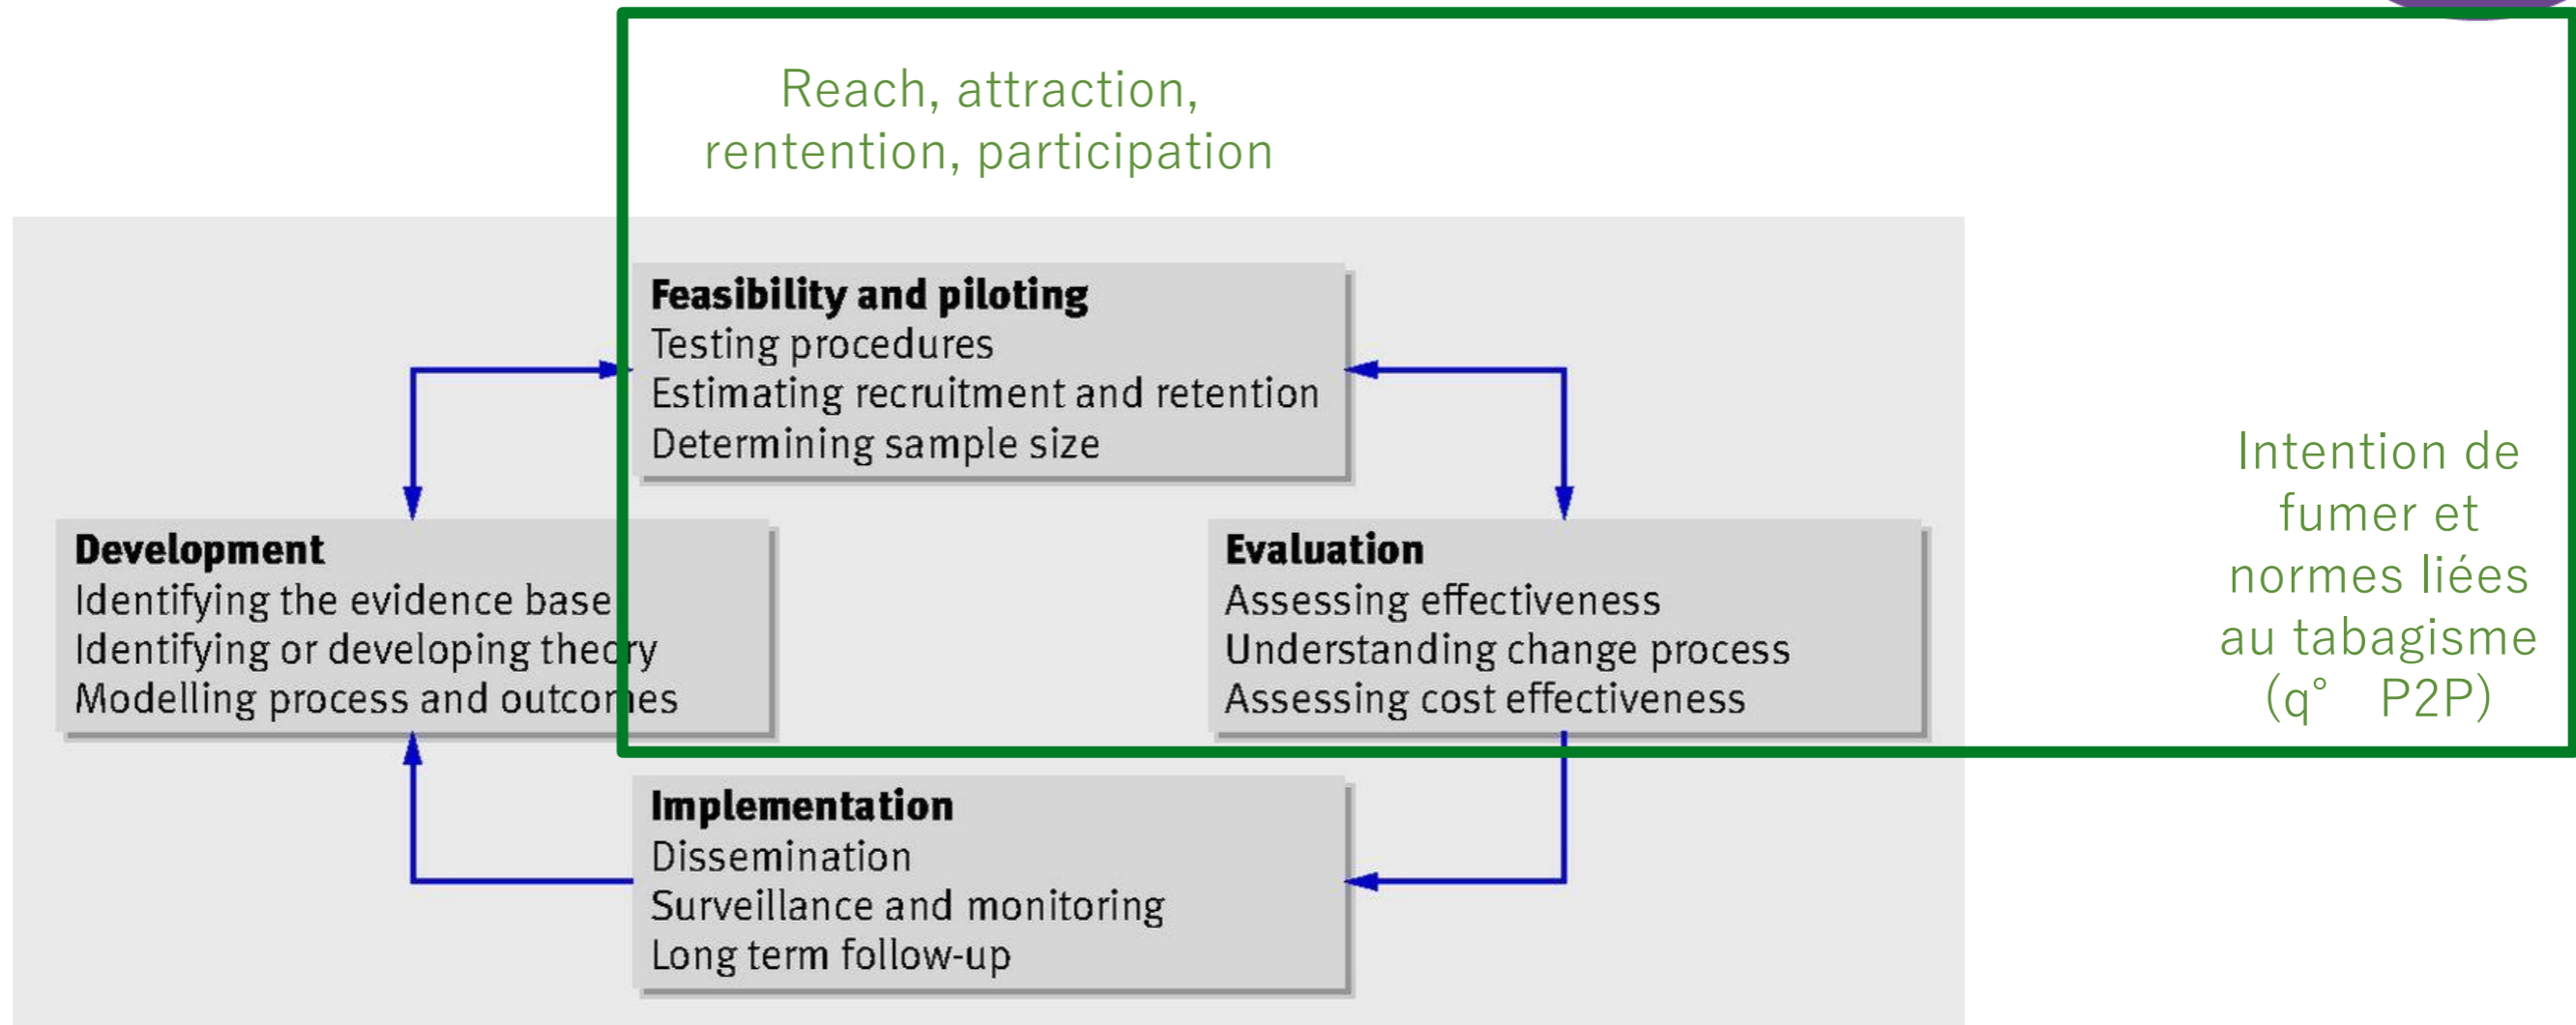 Reach, attraction,
rentention, participation
Feasibility and piloting
Testing procedures
Estimating recruitment and retention
Determining sample size
Development
Identifying the evidence base
Identifying or developing theory
Modelling process and outcomes
Evaluation
Assessing effectiveness
Understanding change process
Assessing cost effectiveness
Intention de
fumer et
normes liées
au tabagisme
(q° P2P)
Implementation
Dissemination
Surveillance and monitoring
Long term follow-up